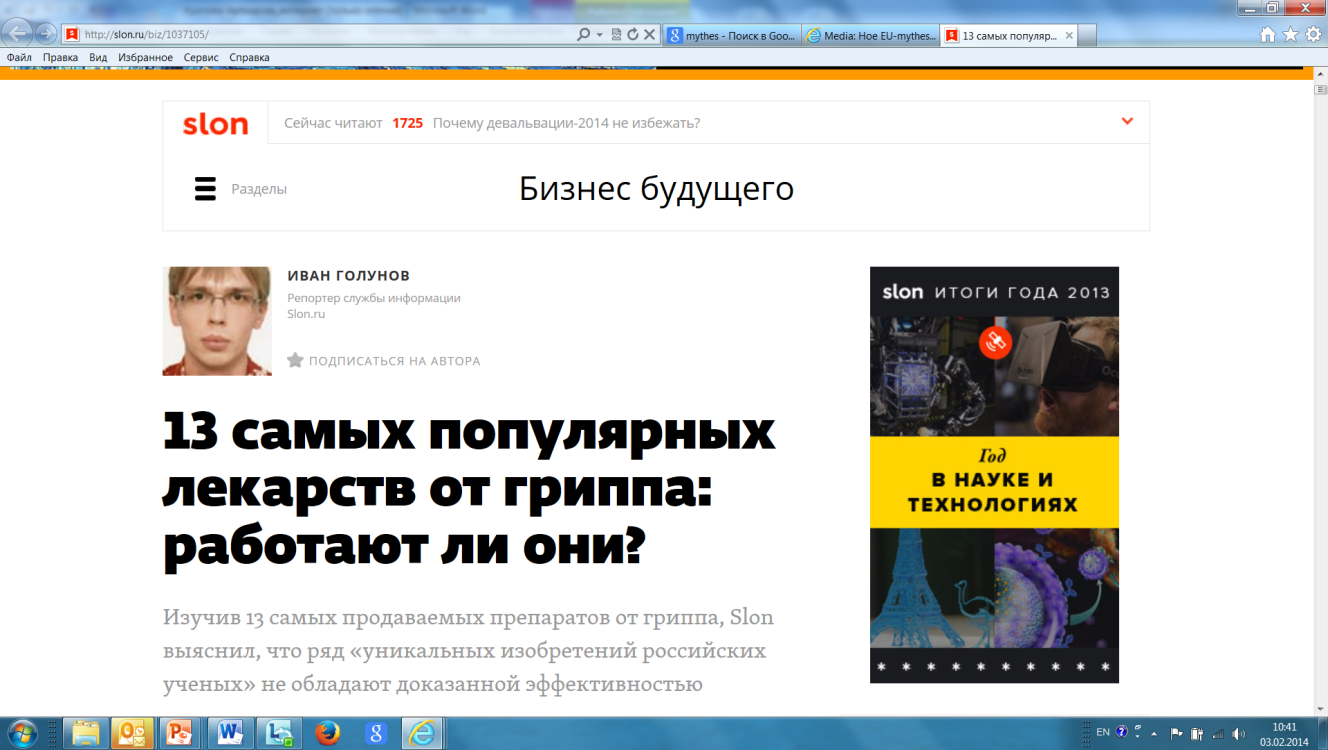 http://slon.ru/biz/1037105/
mythes - Поиск в Goo...
Media: Hoe EU-mythes...
13 самых популяр...
Файл Правка Вид Избранное Сервис Справка
slon
Сейчас читают 1725 Почему девальвации-2014 не избежать?
Разделы
Бизнес будущего
ИВАН ГОЛУНОВ
Репортер службы информации
Slon.ru
ПОДПИСАТЬСЯ НА АВТОРА
13 самых популярных
лекарств от гриппа:
работают ли они?
Изучив 13 самых продаваемых препаратов от гриппа, Slon
выяснил, что ряд «уникальных изобретений российских
ученых» не обладают доказанной эффективностью
slon ИТОГИ ГОДА 2013
Год
В НАУКЕ И
ТЕХНОЛОГИЯХ
EN
10:41
03.02.2014